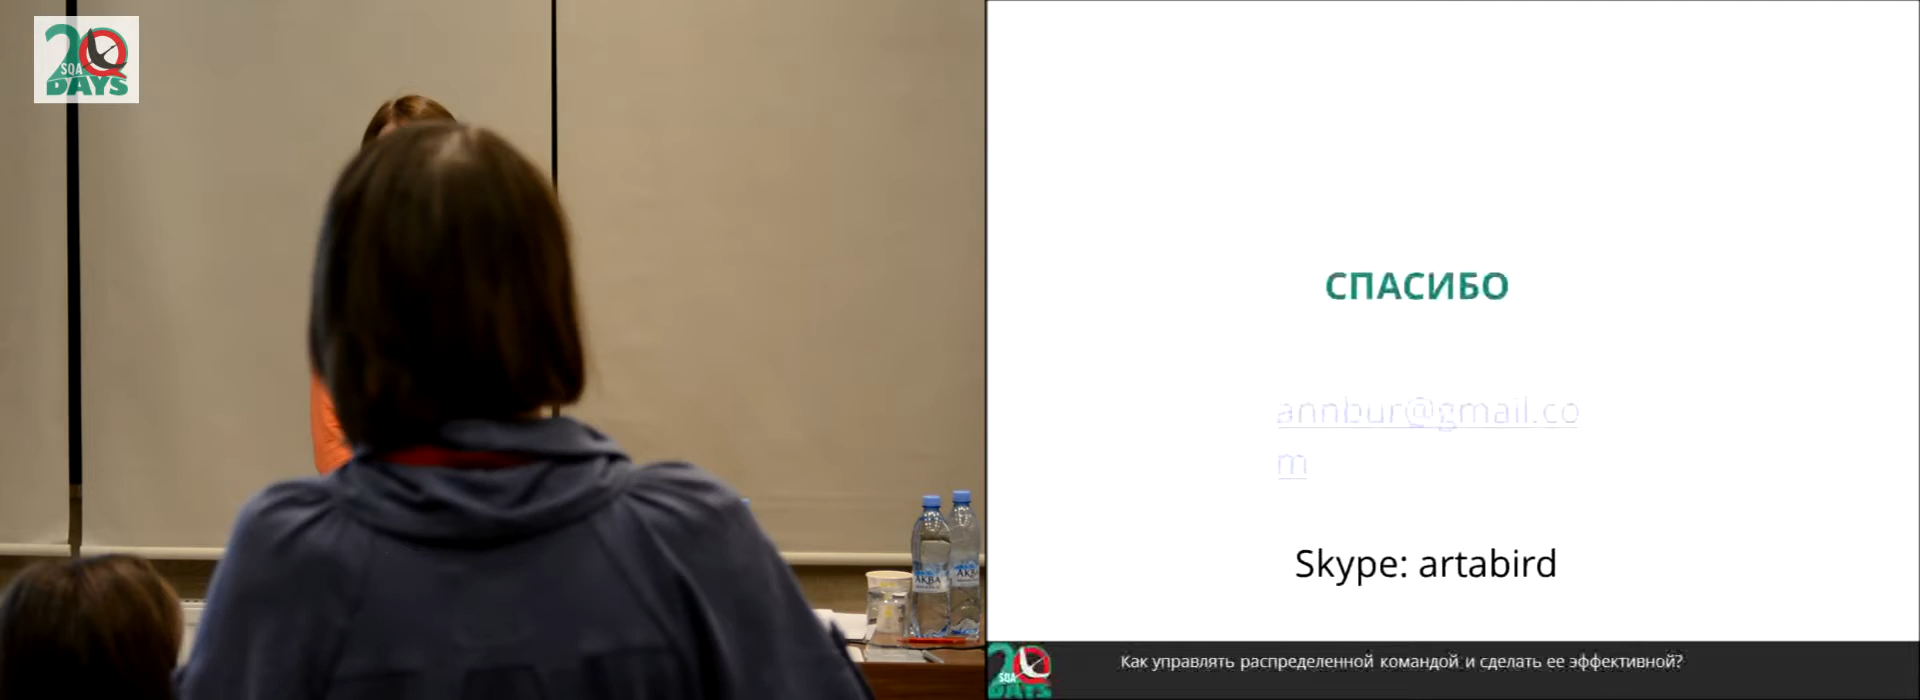 20
SQA
DAYS
СПАСИБО
annbur@gmail.co
m
Skype: artabird
АКВА
20
SQA
DAYS
Как управлять распределенной командой и сделать ее эффективной?